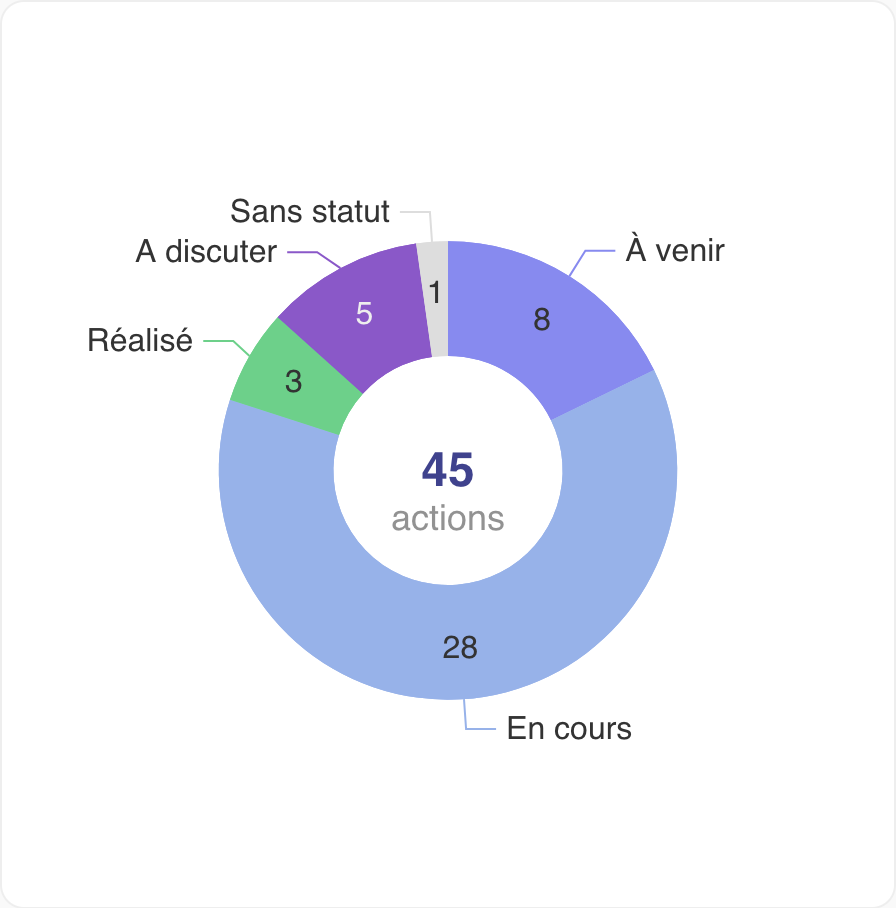 Sans statut
A discuter
À venir
1
5
8
Réalisé
3
45
actions
28
En cours